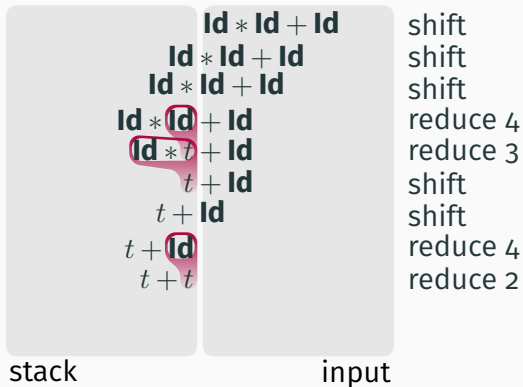 Id ∗ Id + Id shift
Id ∗ Id + Id shift
Id ∗ Id + Id shift
Id ∗ Id + Id reduce 4
Id ∗ t + Id reduce 3
t + Id shift
t + Id shift
t + Id reduce 4
t + t reduce 2
stack input